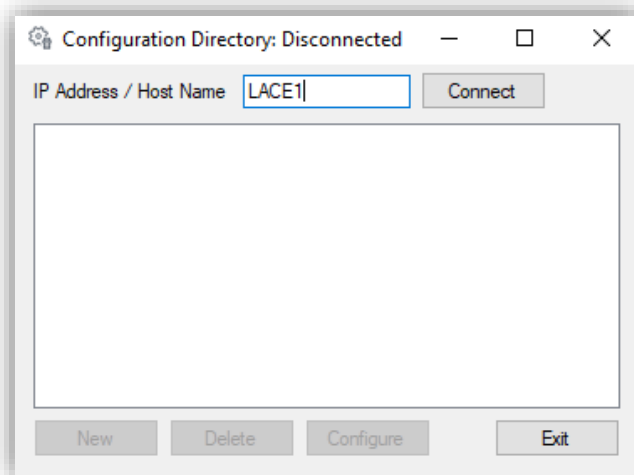 Configuration Directory: Disconnected
IP Address / Host Name LACE1 Connect
New Delete Configure Exit